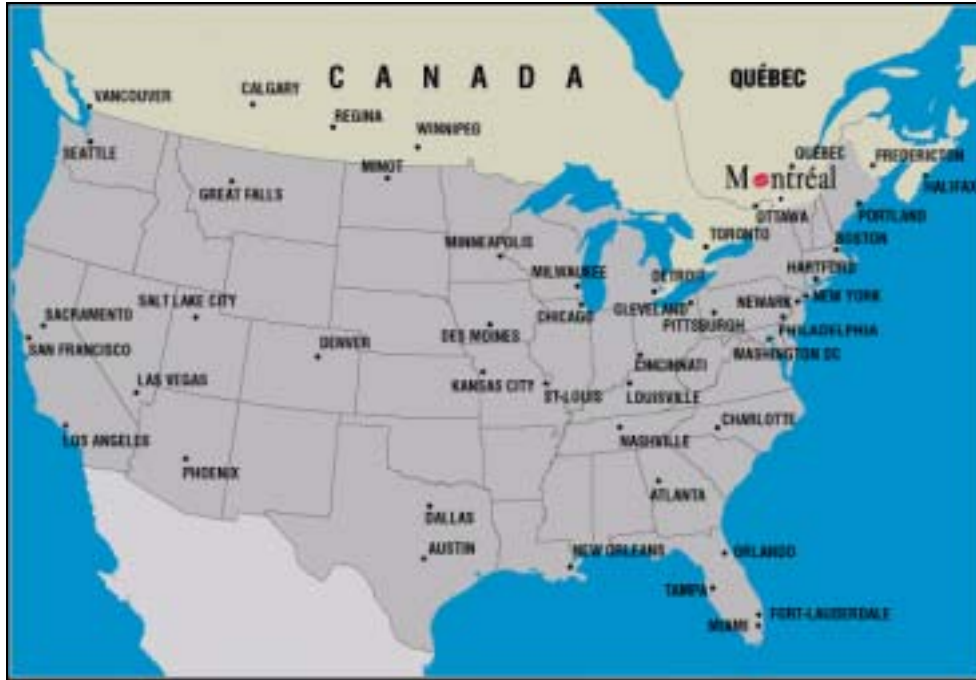 CANADA
QUÉBEC
CALGARY
VANCOUVER
REGINA
WINNIPEG
QUÉBEC
SEATTLE
FREDERICTON
MINOT
Montréal
HALIFAX
GREAT FALLS
OTTAWA
PORTLAND
TORONTO
BOSTON
MINNEAPOLIS
MILWAUKEE
DETROIT
HARTFORD
SALT LAKE CITY
NEW YORK
NEWARK
CHICAGO
CLEVELAND
SACRAMENTO
PITTSBURGH
PHILADELPHIA
DES MOINES
DENVER
SAN FRANCISCO
WASHINGTON DC
CINCINNATI
LAS VEGAS
KANSAS CITY
ST-LOUIS
LOUISVILLE
CHARLOTTE
LOS ANGELES
NASHVILLE
PHOENIX
ATLANTA
DALLAS
AUSTIN
NEW ORLEANS
ORLANDO
TAMPA
FORT-LAUDERDALE
MIAMI